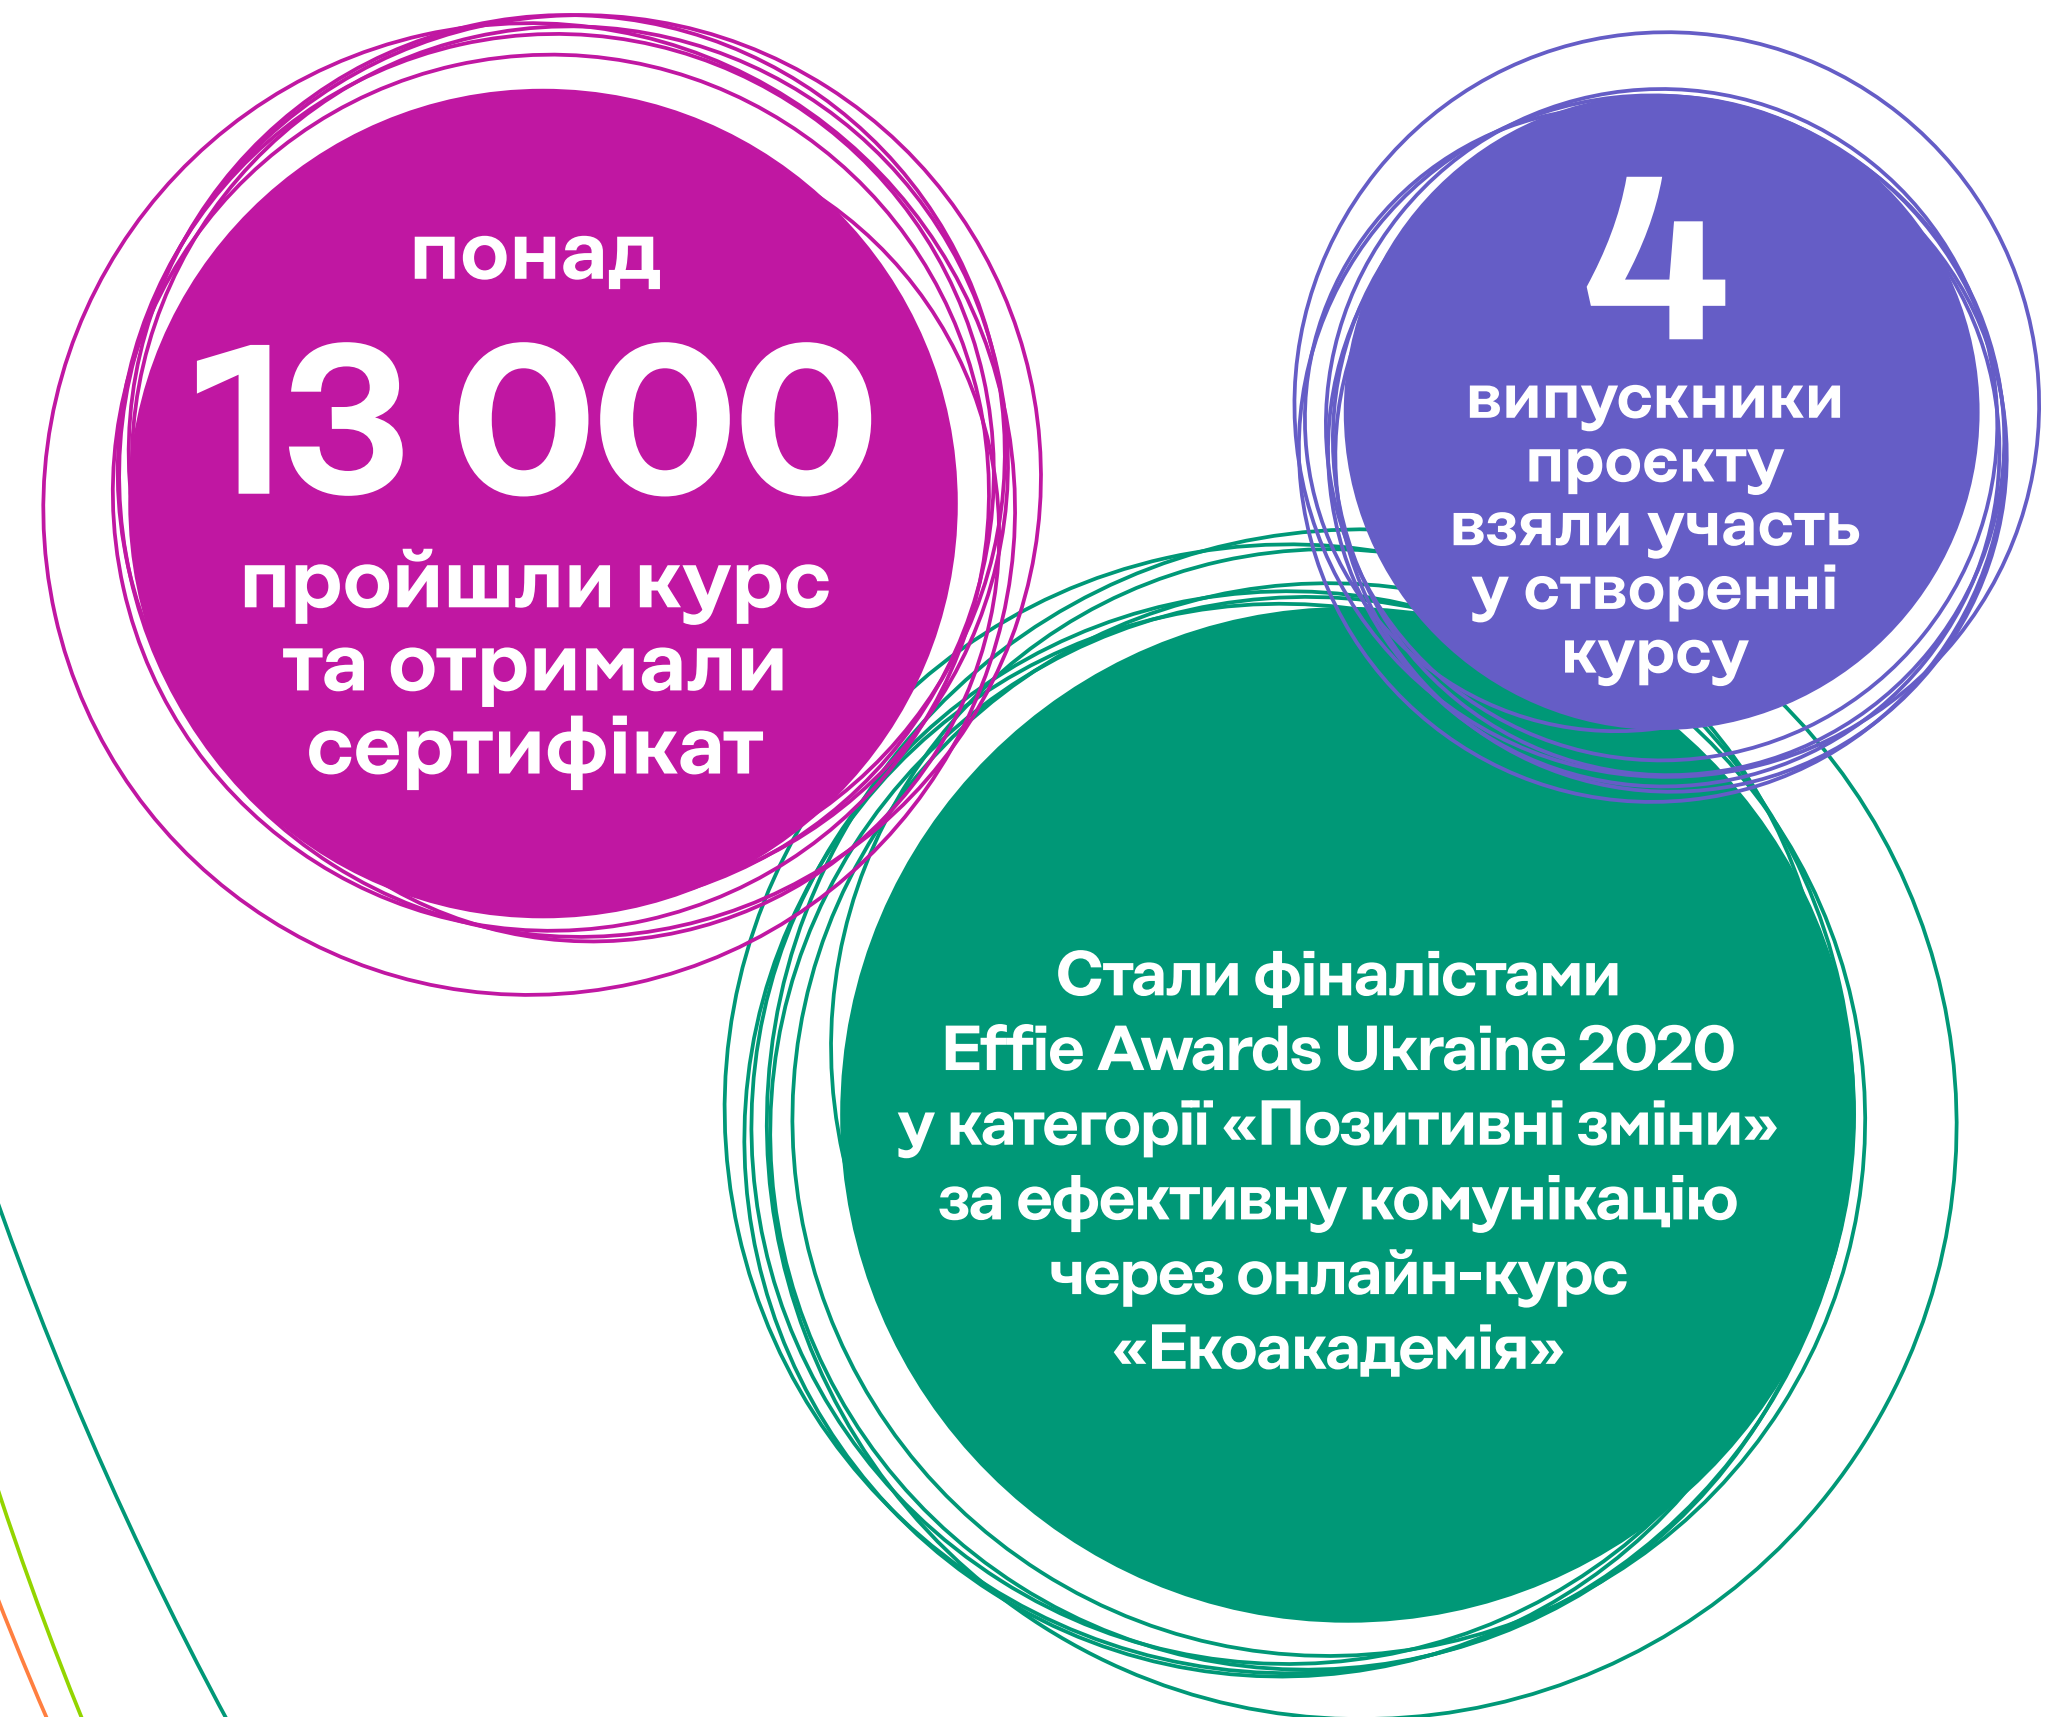 понад
13 000
пройшли курс
та отримали
сертифікат
4
випускники
проєкту
взяли участь
у створенні
курсу
Стали фіналістами
Effie Awards Ukraine 2020
у категорії «Позитивні зміни»
за ефективну комунікацію
через онлайн-курс
«Екоакадемія»